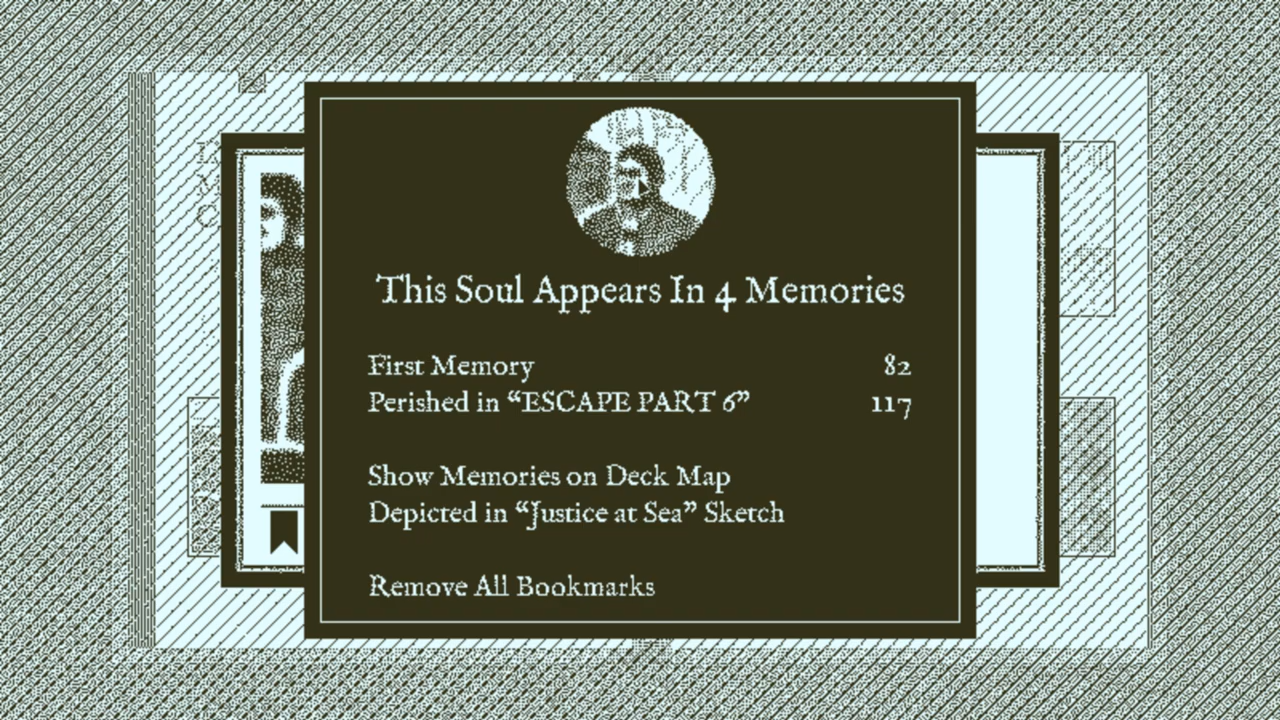 This Soul Appears In 4 Memories
First Memory 82
Perished in “ESCAPE PART 6” 117
Show Memories on Deck Map
Depicted in “Justice at Sea” Sketch
Remove All Bookmarks